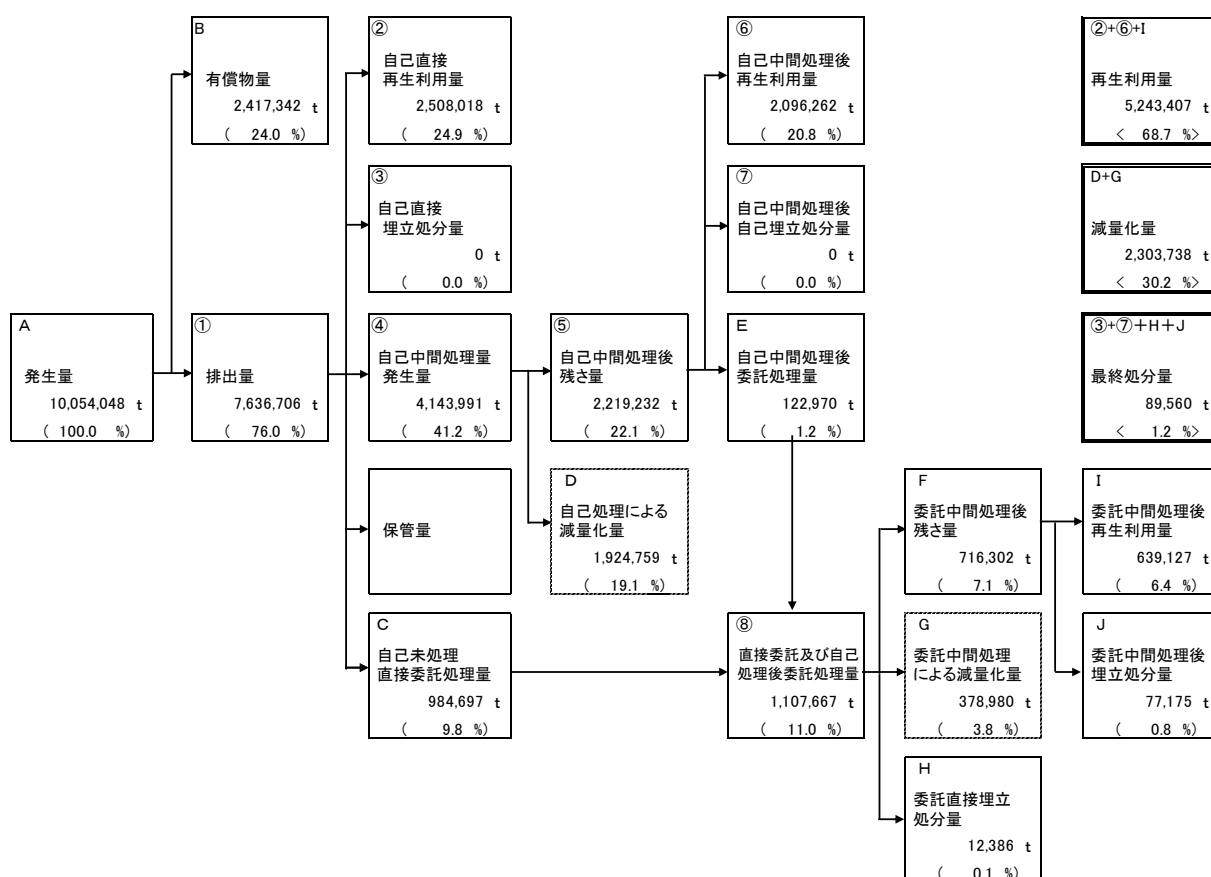 B
有償物量
2,417,342 t
( 24.0 %)
②
自己直接
再生利用量
2,508,018 t
( 24.9 %)
⑥
自己中間処理後
再生利用量
2,096,262 t
( 20.8 %)
②+⑥+I
再生利用量
5,243,407 t
< 68.7 %>
③
自己直接
埋立処分量
0 t
( 0.0 %)
⑦
自己中間処理後
自己埋立処分量
0 t
( 0.0 %)
D+G
減量化量
2,303,738 t
< 30.2 %>
A
発生量
10,054,048 t
( 100.0 %)
①
排出量
7,636,706 t
( 76.0 %)
④
自己中間処理量
発生量
4,143,991 t
( 41.2 %)
⑤
自己中間処理後
残さ量
2,219,232 t
( 22.1 %)
E
自己中間処理後
委託処理量
122,970 t
( 1.2 %)
③+⑦+H+J
最終処分量
89,560 t
< 1.2 %>
保管量
D
自己処理による
減量化量
1,924,759 t
( 19.1 %)
F
委託中間処理後
残さ量
716,302 t
( 7.1 %)
I
委託中間処理後
再生利用量
639,127 t
( 6.4 %)
C
自己未処理
直接委託処理量
984,697 t
( 9.8 %)
⑧
直接委託及び自己
処理後委託処理量
1,107,667 t
( 11.0 %)
G
委託中間処理
による減量化量
378,980 t
( 3.8 %)
J
委託中間処理後
埋立処分量
77,175 t
( 0.8 %)
H
委託直接埋立
処分量
12,386 t
( 0.1 %)